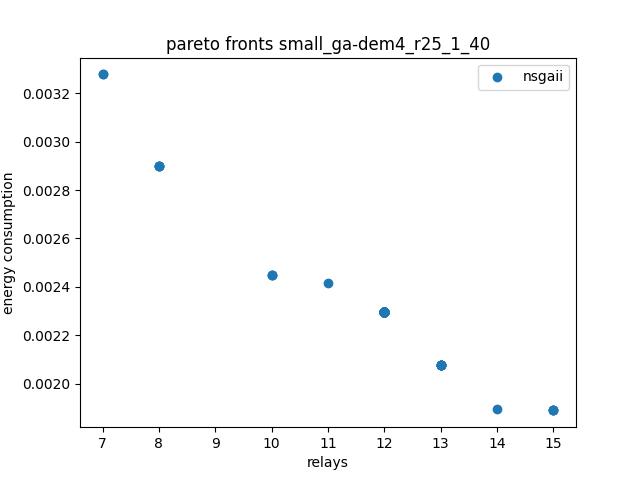 pareto fronts small_ga-dem4_r25_1_40
nsgaii
0.0032
0.0030
0.0028
0.0026
0.0024
0.0022
0.0020
energy consumption
7 8 9 10 11 12 13 14 15
relays